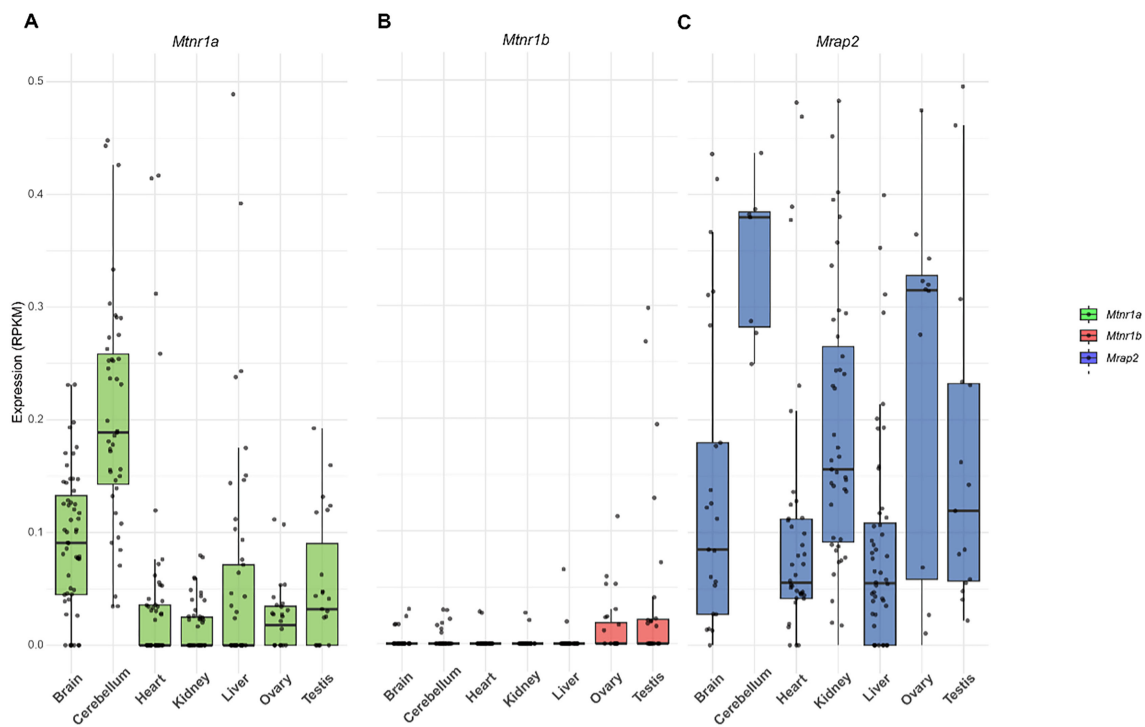 A
B
C
Mtnr1a
Mtnr1b
Mrap2
Expression (RPKM)
0.5
0.4
0.3
0.2
0.1
0.0
Brain
Cerebellum
Heart
Kidney
Liver
Ovary
Testis
Brain
Cerebellum
Heart
Kidney
Liver
Ovary
Testis
Brain
Cerebellum
Heart
Kidney
Liver
Ovary
Testis
Mtnr1a
Mtnr1b
Mrap2